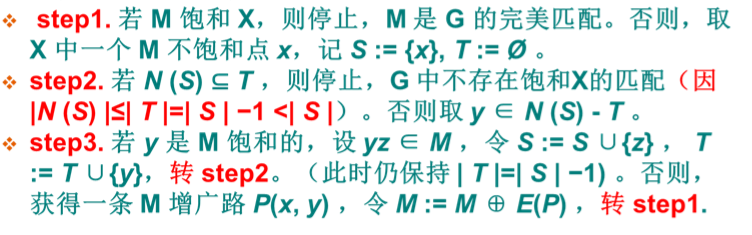 ❖ step1. 若 M 饱和 X，则停止，M 是 G 的完美匹配。否则，取
X 中一个 M 不饱和点 x，记 S := {x}, T := Ø 。
❖ step2. 若 N (S) ⊆ T ，则停止，G 中不存在饱和X的匹配（因
|N (S) |≤| T |=| S | −1 <| S |）。否则取 y ∈ N (S) - T 。
❖ step3. 若 y 是 M 饱和的，设 yz ∈ M ，令 S := S ∪{z} ， T
:= T ∪{y}，转 step2。（此时仍保持 | T |=| S | −1) 。否则，
获得一条 M 增广路 P(x, y) ，令 M := M ⊕ E(P) ，转 step1.